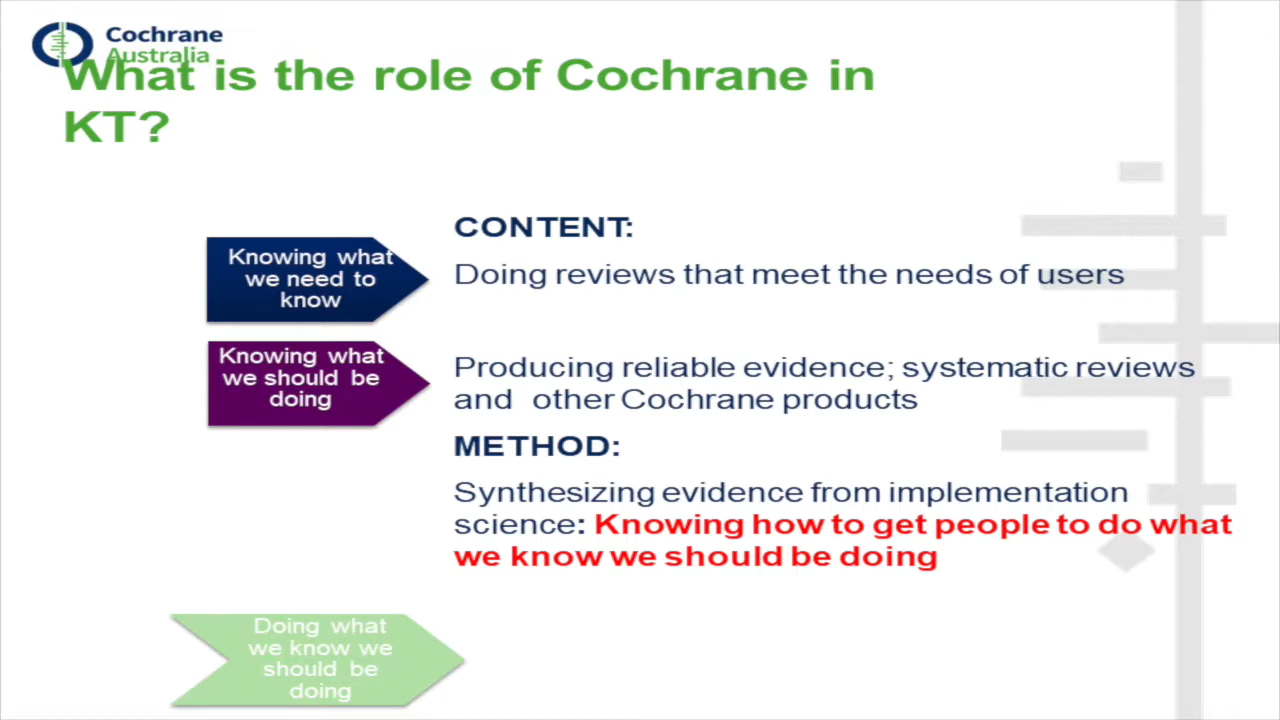 Cochrane
Australia
What is the role of Cochrane in
KT?
CONTENT:
Knowing what
we need to
know
Doing reviews that meet the needs of users
Knowing what
we should be
doing
Producing reliable evidence; systematic reviews
and other Cochrane products
METHOD:
Synthesizing evidence from implementation
science: Knowing how to get people to do what
we know we should be doing
Doing what
we know we
should be
doing